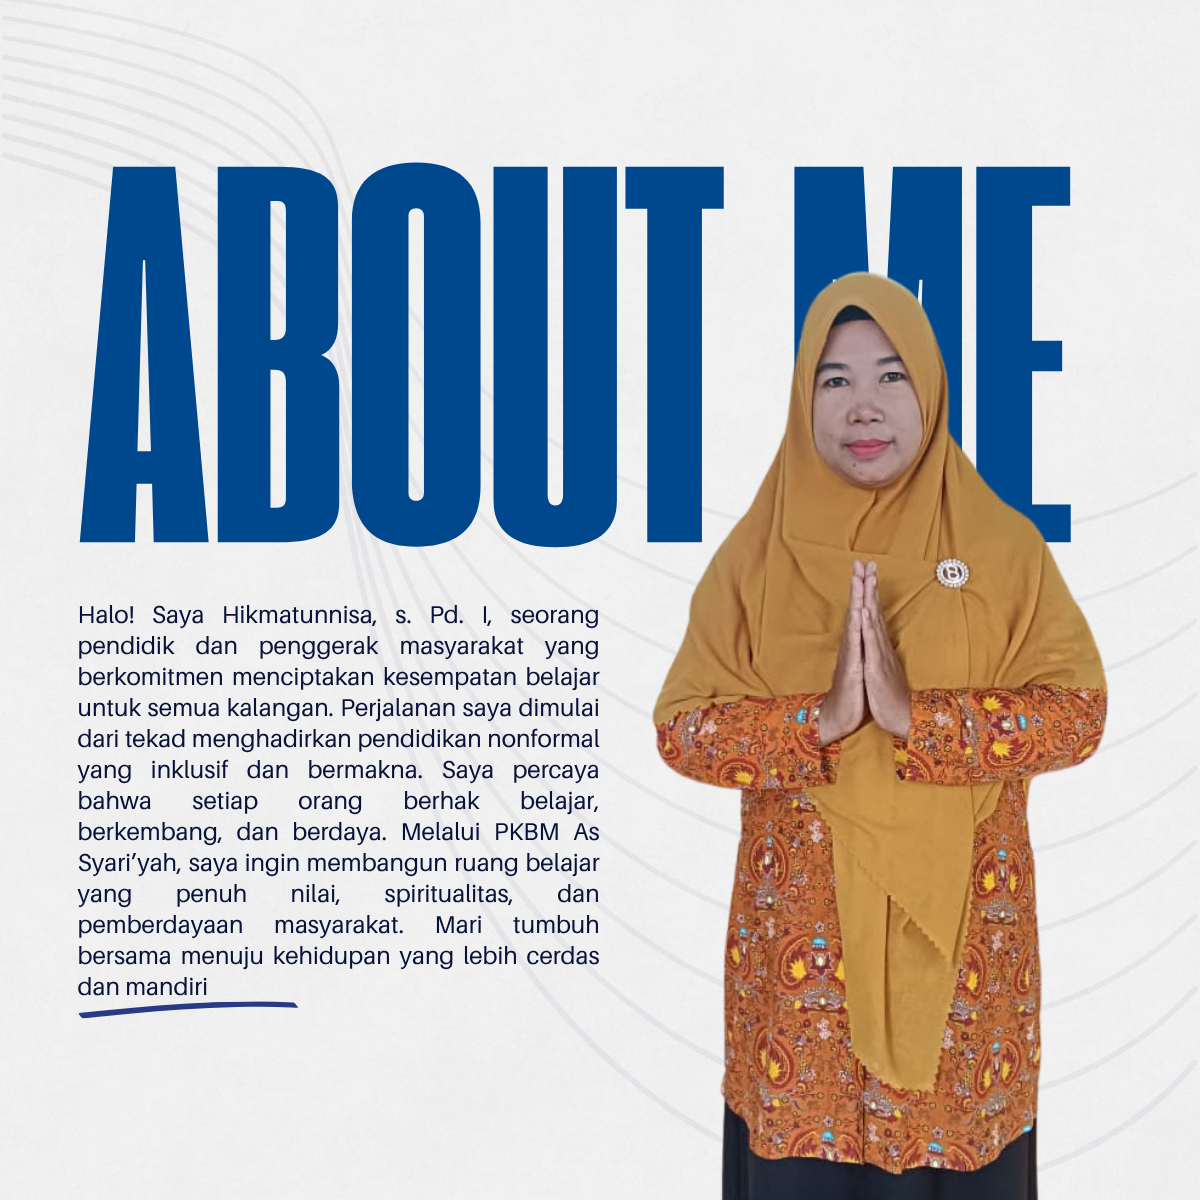 ABOUT ME
Halo! Saya Hikmatunnisa, s. Pd. I, seorang
pendidik dan penggerak masyarakat yang
berkomitmen menciptakan kesempatan belajar
untuk semua kalangan. Perjalanan saya dimulai
dari tekad menghadirkan pendidikan nonformal
yang inklusif dan bermakna. Saya percaya
bahwa setiap orang berhak belajar,
berkembang, dan berdaya. Melalui PKBM As
Syari’yah, saya ingin membangun ruang belajar
yang penuh nilai, spiritualitas, dan
pemberdayaan masyarakat. Mari tumbuh
bersama menuju kehidupan yang lebih cerdas
dan mandiri
B